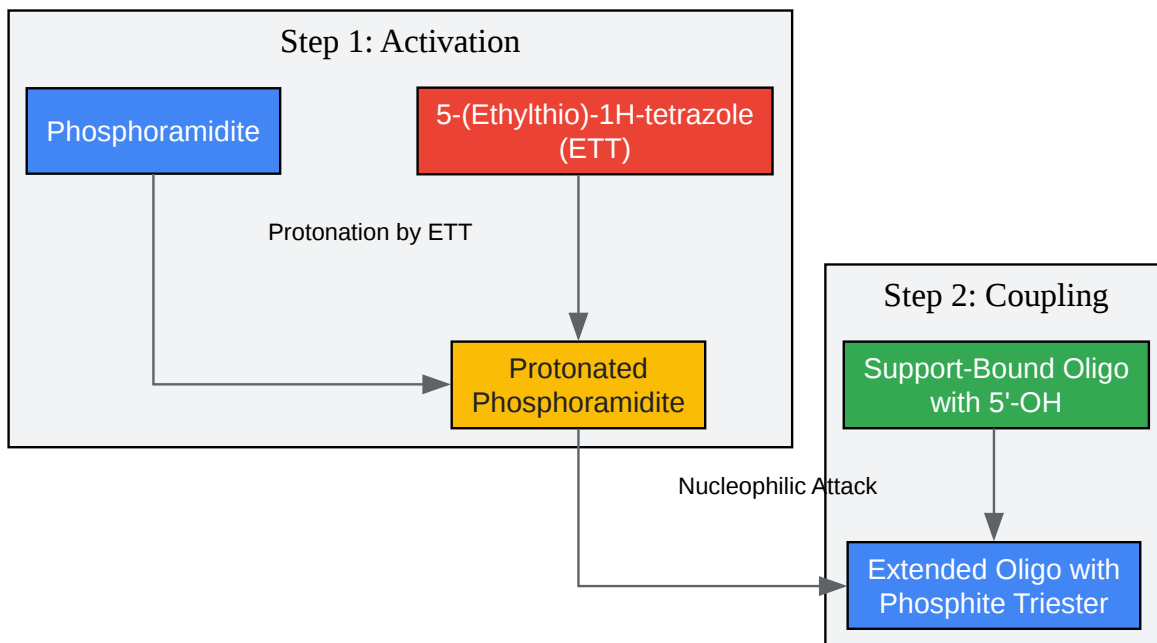 Step 1: Activation
Phosphoramidite
5-(Ethylthio)-1H-tetrazole
(ETT)
Protonation by ETT
Protonated
Phosphoramidite
Step 2: Coupling
Support-Bound Oligo
with 5'-OH
Nucleophilic Attack
Extended Oligo with
Phosphite Triester